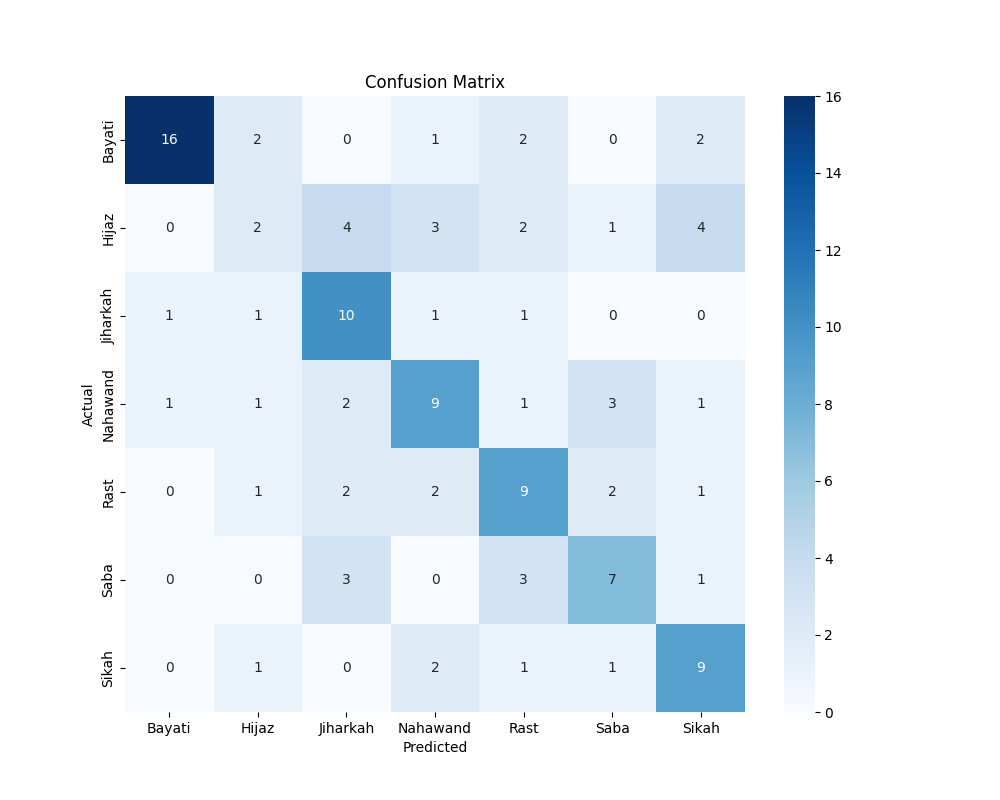 Confusion Matrix
Bayati 16 2 0 1 2 0 2
Hijaz 0 2 4 3 2 1 4
Jiharkah 1 1 10 1 1 0 0
Nahawand 1 1 2 9 1 3 1
Rast 0 1 2 2 9 2 1
Saba 0 0 3 0 3 7 1
Sikah 0 1 0 2 1 1 9
Actual
Bayati Hijaz Jiharkah Nahawand Rast Saba Sikah
Predicted
16
14
12
10
8
6
4
2
0